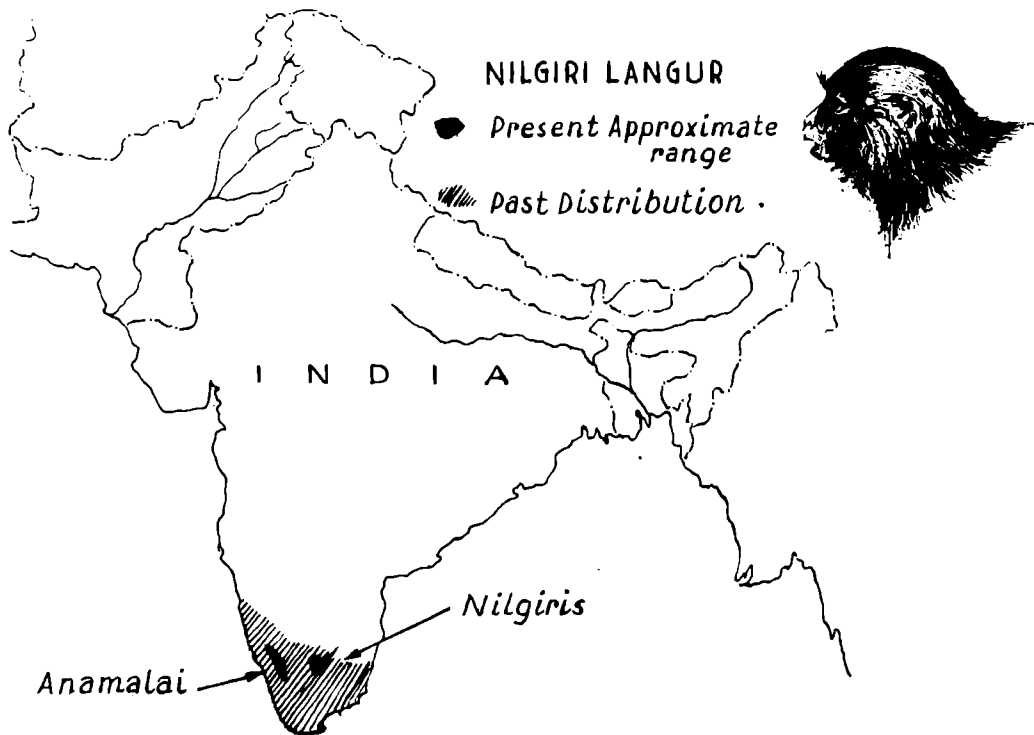 NILGIRI LANGUR
Present Approximate
range
Past Distribution .
I N D I A
Nilgiris
Anamalai